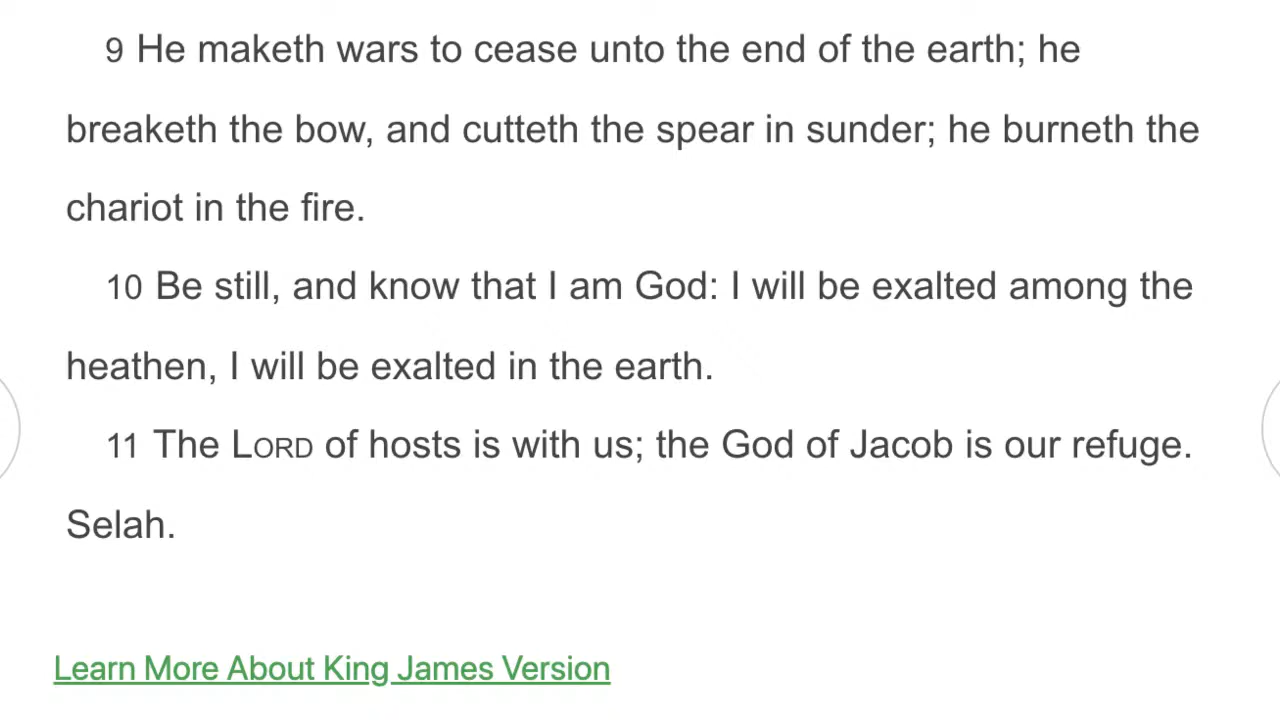 9 He maketh wars to cease unto the end of the earth; he
breaketh the bow, and cutteth the spear in sunder; he burneth the
chariot in the fire.
10 Be still, and know that I am God: I will be exalted among the
heathen, I will be exalted in the earth.
11 The LORD of hosts is with us; the God of Jacob is our refuge.
Selah.
Learn More About King James Version